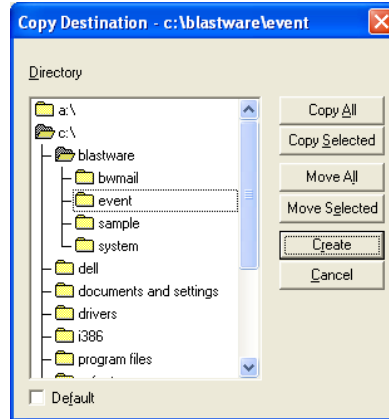 Copy Destination - c:\blastware\event
Directory
a:\
c:\
blastware
bwmail
event
sample
system
dell
documents and settings
drivers
i386
program files
Copy All
Copy Selected
Move All
Move Selected
Create
Cancel
Default